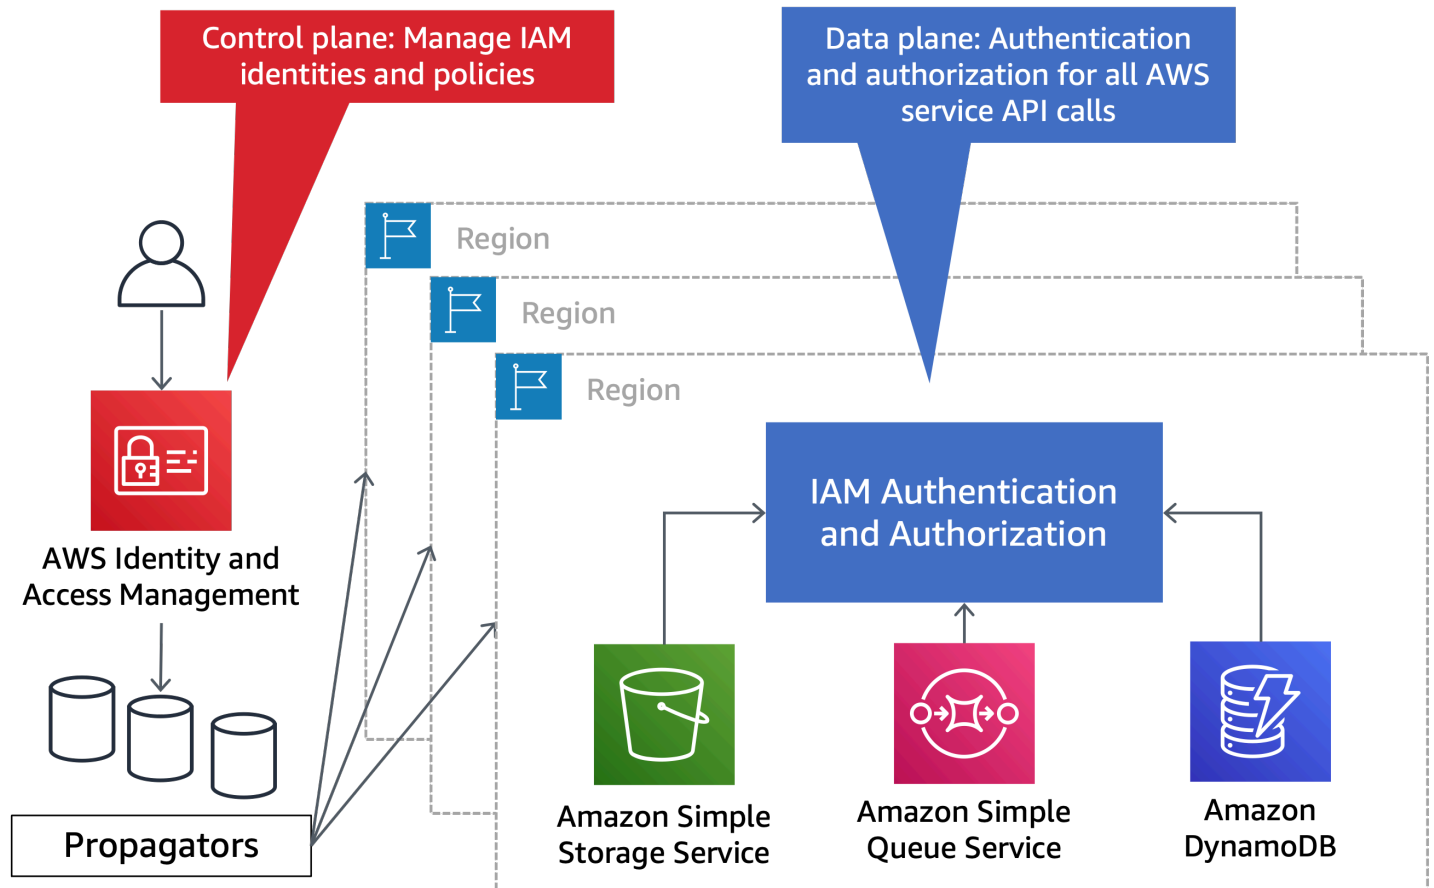 Control plane: Manage IAM
identities and policies
Data plane: Authentication
and authorization for all AWS
service API calls
Region
Region
Region
IAM Authentication
and Authorization
AWS Identity and
Access Management
Propagators
Amazon Simple
Storage Service
Amazon Simple
Queue Service
Amazon
DynamoDB